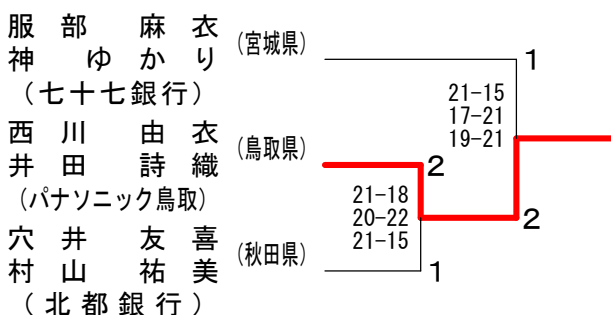 服部 麻衣
神 ゆかり
(宮城県)
(七十七銀行)
1
21-15
17-21
19-21
西川 由衣
井田 詩織
(鳥取県)
(パナソニック鳥取)
2
21-18
20-22
21-15
2
穴井 友喜
村山 祐美
(秋田県)
(北都銀行)
1